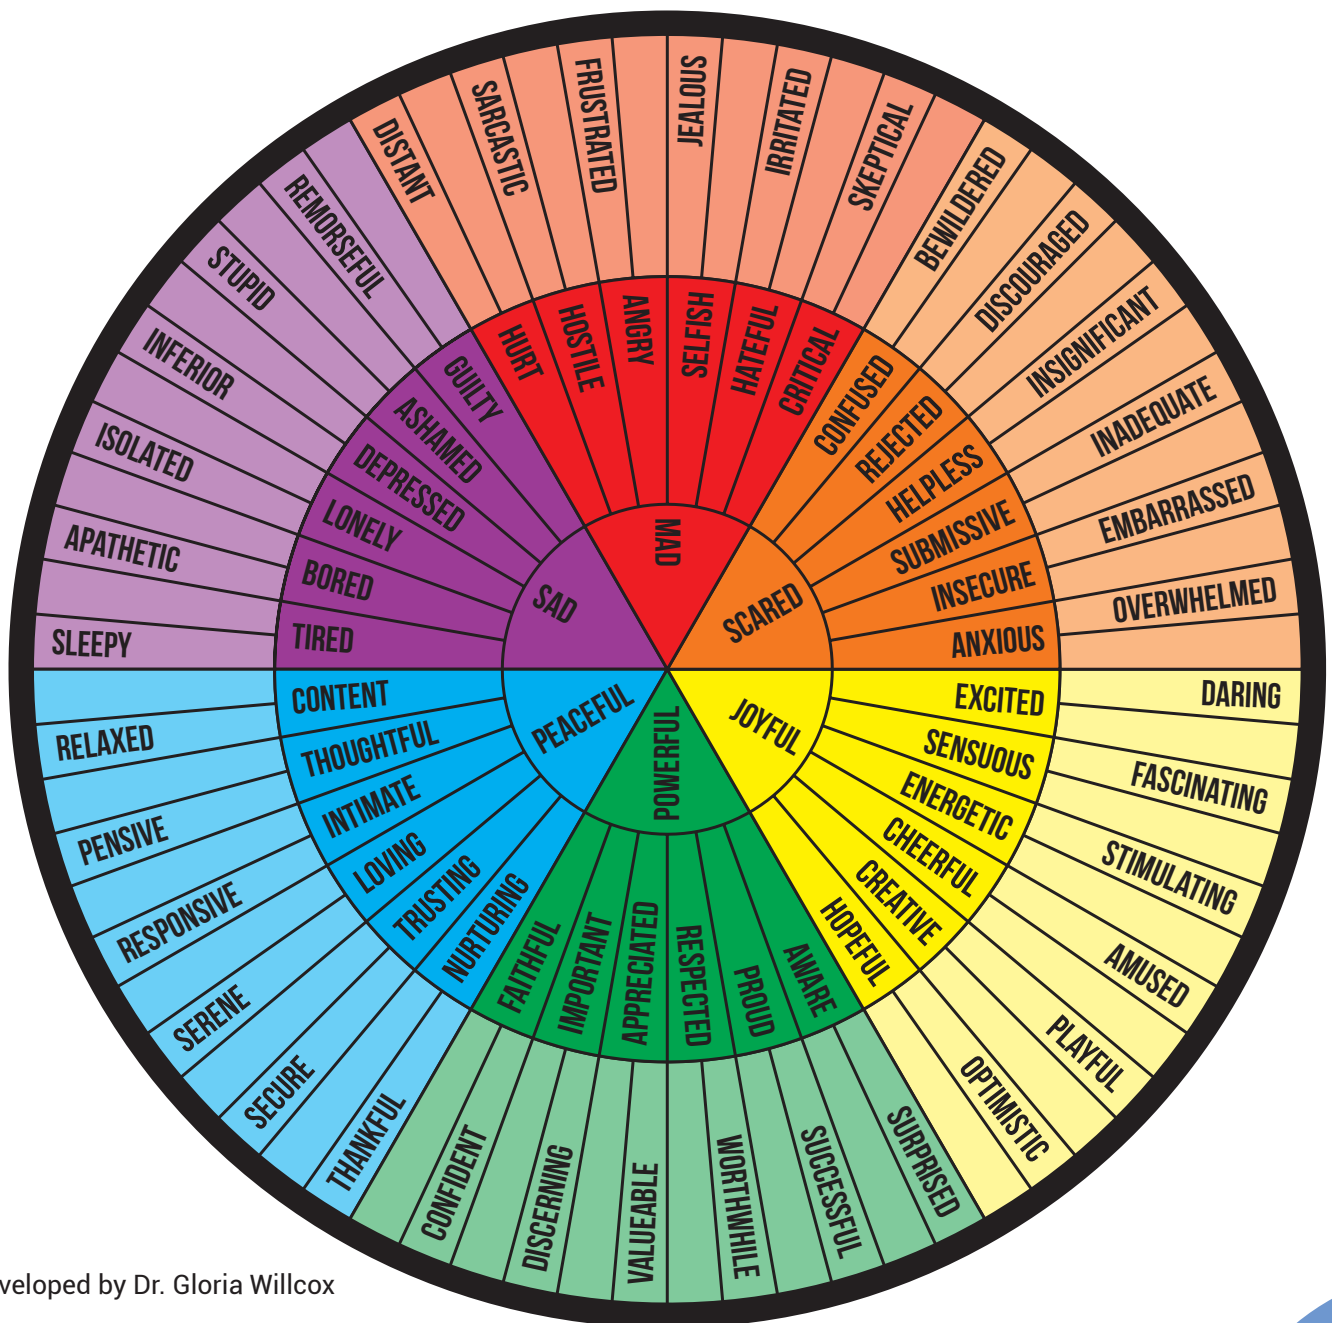 MAD
SCARED
JOYFUL
POWERFUL
PEACEFUL
SAD
HURT
HOSTILE
ANGRY
SELFISH
HATEFUL
CRITICAL
CONFUSED
REJECTED
HELPLESS
SUBMISSIVE
INSECURE
ANXIOUS
EXCITED
SENSUOUS
ENERGETIC
CHEERFUL
CREATIVE
HOPEFUL
AWARE
PROUD
RESPECTED
APPRECIATED
IMPORTANT
FAITHFUL
NURTURING
TRUSTING
LOVING
INTIMATE
THOUGHTFUL
CONTENT
TIRED
BORED
LONELY
DEPRESSED
ASHAMED
GUILTY
DISTANT
SARCASTIC
FRUSTRATED
JEALOUS
IRRITATED
SKEPTICAL
BEWILDERED
DISCOURAGED
INSIGNIFICANT
INADEQUATE
EMBARRASSED
OVERWHELMED
DARING
FASCINATING
STIMULATING
AMUSED
PLAYFUL
OPTIMISTIC
SURPRISED
SUCCESSFUL
WORTHWHILE
VALUEABLE
DISCERNING
CONFIDENT
THANKFUL
SECURE
SERENE
RESPONSIVE
PENSIVE
RELAXED
SLEEPY
APATHETIC
ISOLATED
INFERIOR
STUPID
REMORSEFUL
veloped by Dr. Gloria Willcox